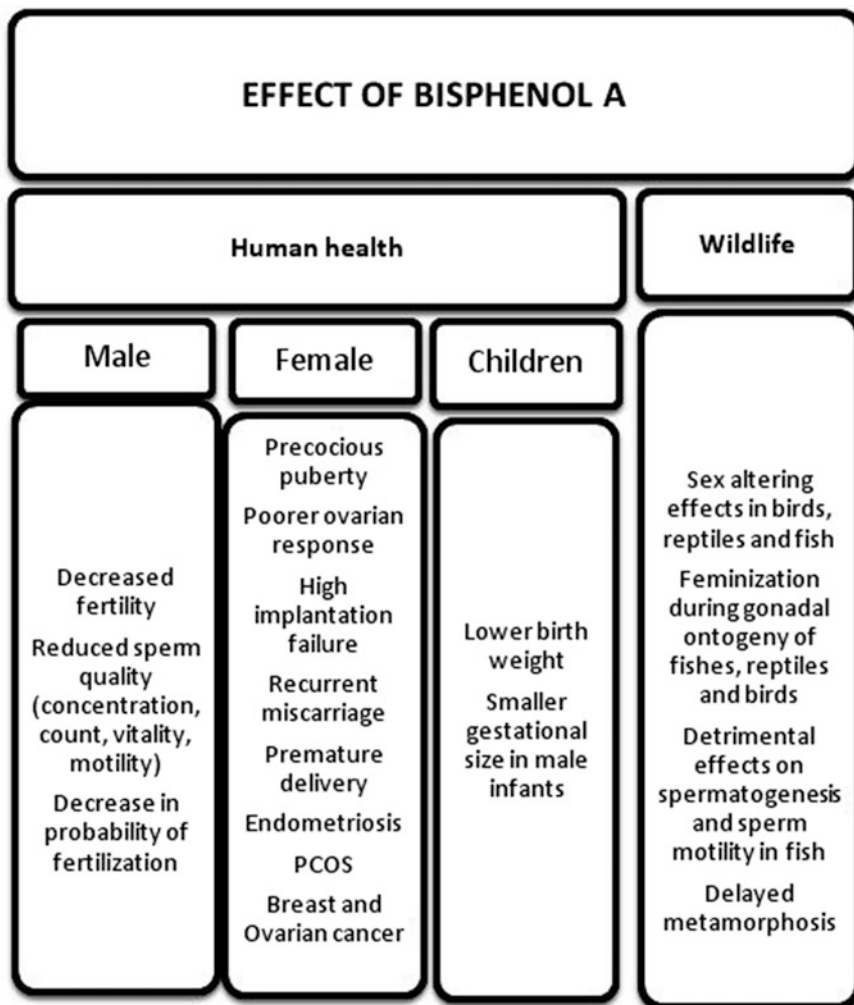 EFFECT OF BISPHENOL A
Human health
Wildlife
Male
Female
Children
Decreased
fertility
Reduced sperm
quality
(concentration,
count, vitality,
motility)
Decrease in
probability of
fertilization
Precocious
puberty
Poorer ovarian
response
High
implantation
failure
Recurrent
miscarriage
Premature
delivery
Endometriosis
PCOS
Breast and
Ovarian cancer
Lower birth
weight
Smaller
gestational
size in male
infants
Sex altering
effects in birds,
reptiles and fish
Feminization
during gonadal
ontogeny of
fishes, reptiles
and birds
Detrimental
effects on
spermatogenesis
and sperm
motility in fish
Delayed
metamorphosis